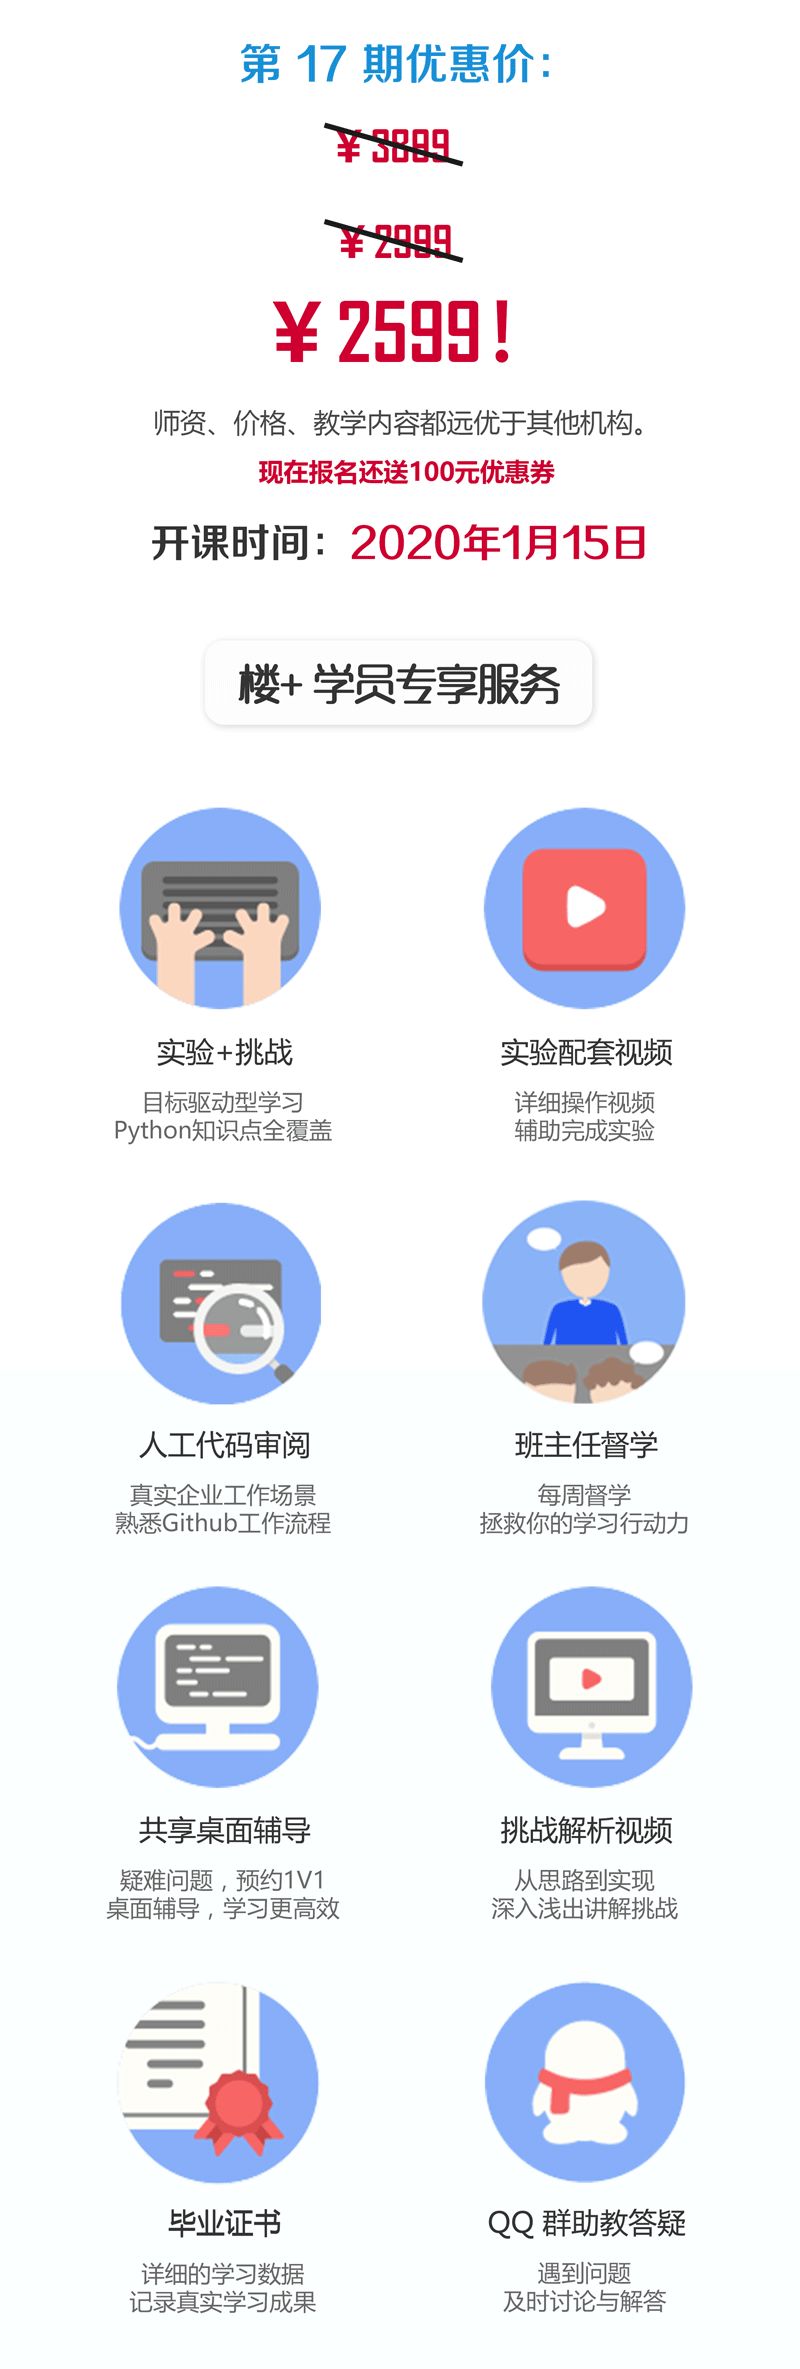 第 17 期优惠价：
¥ 3899
¥ 2999
¥ 2599！
师资、价格、教学内容都远优于其他机构。
现在报名还送100元优惠券
开课时间：2020年1月15日
楼+ 学员专享服务
实验+挑战
目标驱动型学习
Python知识点全覆盖
实验配套视频
详细操作视频
辅助完成实验
人工代码审阅
真实企业工作场景
熟悉Github工作流程
班主任督学
每周督学
拯救你的学习行动力
共享桌面辅导
疑难问题，预约1V1
桌面辅导，学习更高效
挑战解析视频
从思路到实现
深入浅出讲解挑战
毕业证书
详细的学习数据
记录真实学习成果
QQ 群助教答疑
遇到问题
及时讨论与解答